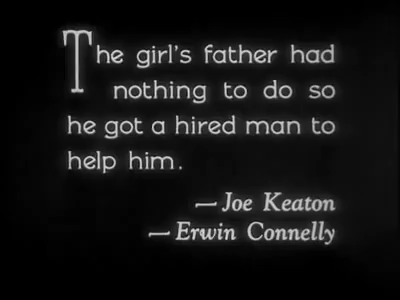 The girl's father had
nothing to do so
he got a hired man to
help him.
—Joe Keaton
—Erwin Connelly